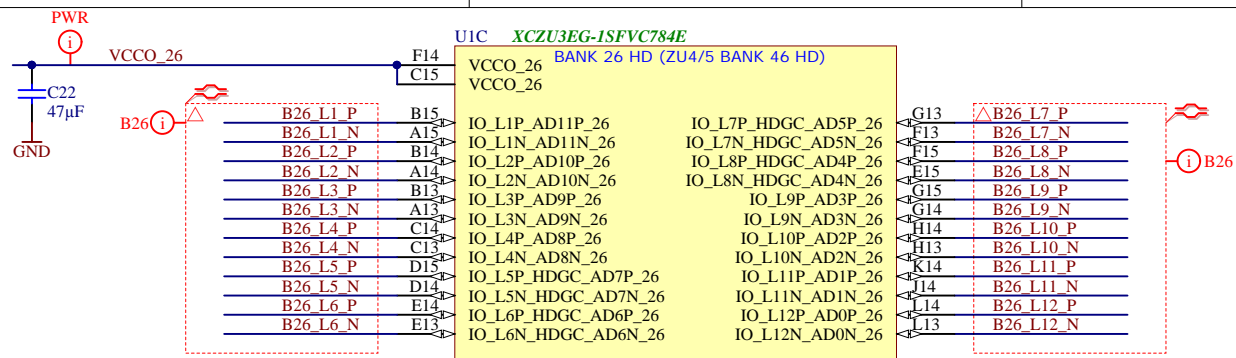 PWR
i
VCCO_26
C22
47µF
GND
B26 i
U1C XCZU3EG-1SFVC784E
BANK 26 HD (ZU4/5 BANK 46 HD)
F14 VCCO_26
C15 VCCO_26
B26_L1_P B15 IO_L1P_AD11P_26 IO_L7P_HDGC_AD5P_26 G13 B26_L7_P
B26_L1_N A15 IO_L1N_AD11N_26 IO_L7N_HDGC_AD5N_26 F13 B26_L7_N
B26_L2_P B14 IO_L2P_AD10P_26 IO_L8P_HDGC_AD4P_26 F15 B26_L8_P
B26_L2_N A14 IO_L2N_AD10N_26 IO_L8N_HDGC_AD4N_26 E15 B26_L8_N
B26_L3_P B13 IO_L3P_AD9P_26 IO_L9P_AD3P_26 G15 B26_L9_P
B26_L3_N A13 IO_L3N_AD9N_26 IO_L9N_AD3N_26 G14 B26_L9_N
B26_L4_P C14 IO_L4P_AD8P_26 IO_L10P_AD2P_26 H14 B26_L10_P
B26_L4_N C13 IO_L4N_AD8N_26 IO_L10N_AD2N_26 H13 B26_L10_N
B26_L5_P D15 IO_L5P_HDGC_AD7P_26 IO_L11P_AD1P_26 K14 B26_L11_P
B26_L5_N D14 IO_L5N_HDGC_AD7N_26 IO_L11N_AD1N_26 J14 B26_L11_N
B26_L6_P E14 IO_L6P_HDGC_AD6P_26 IO_L12P_AD0P_26 L14 B26_L12_P
B26_L6_N E13 IO_L6N_HDGC_AD6N_26 IO_L12N_AD0N_26 L13 B26_L12_N
i B26